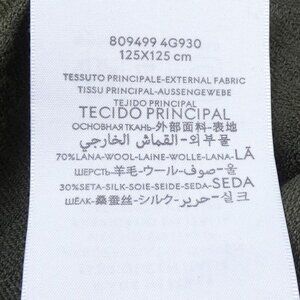 809499 4G930
125X125 cm
TESSUTO PRINCIPALE-EXTERNAL FABRIC
TISSU PRINCIPAL-AUSSENGEWEBE
TEJIDO PRINCIPAL
TECIDO PRINCIPAL
ОСНОВНАЯ ТКАНЬ-外部面料-表地
القماش الخارجي-외부물
70%LANA-WOOL-LAINE-WOLLE-LANA-LÃ
ШЕРСТЬ-羊毛-ウール-صوف-울
30%SETA-SILK-SOIE-SEIDE-SEDA-SEDA
ШЕЛК-桑蚕丝-シルク-حرير-실크